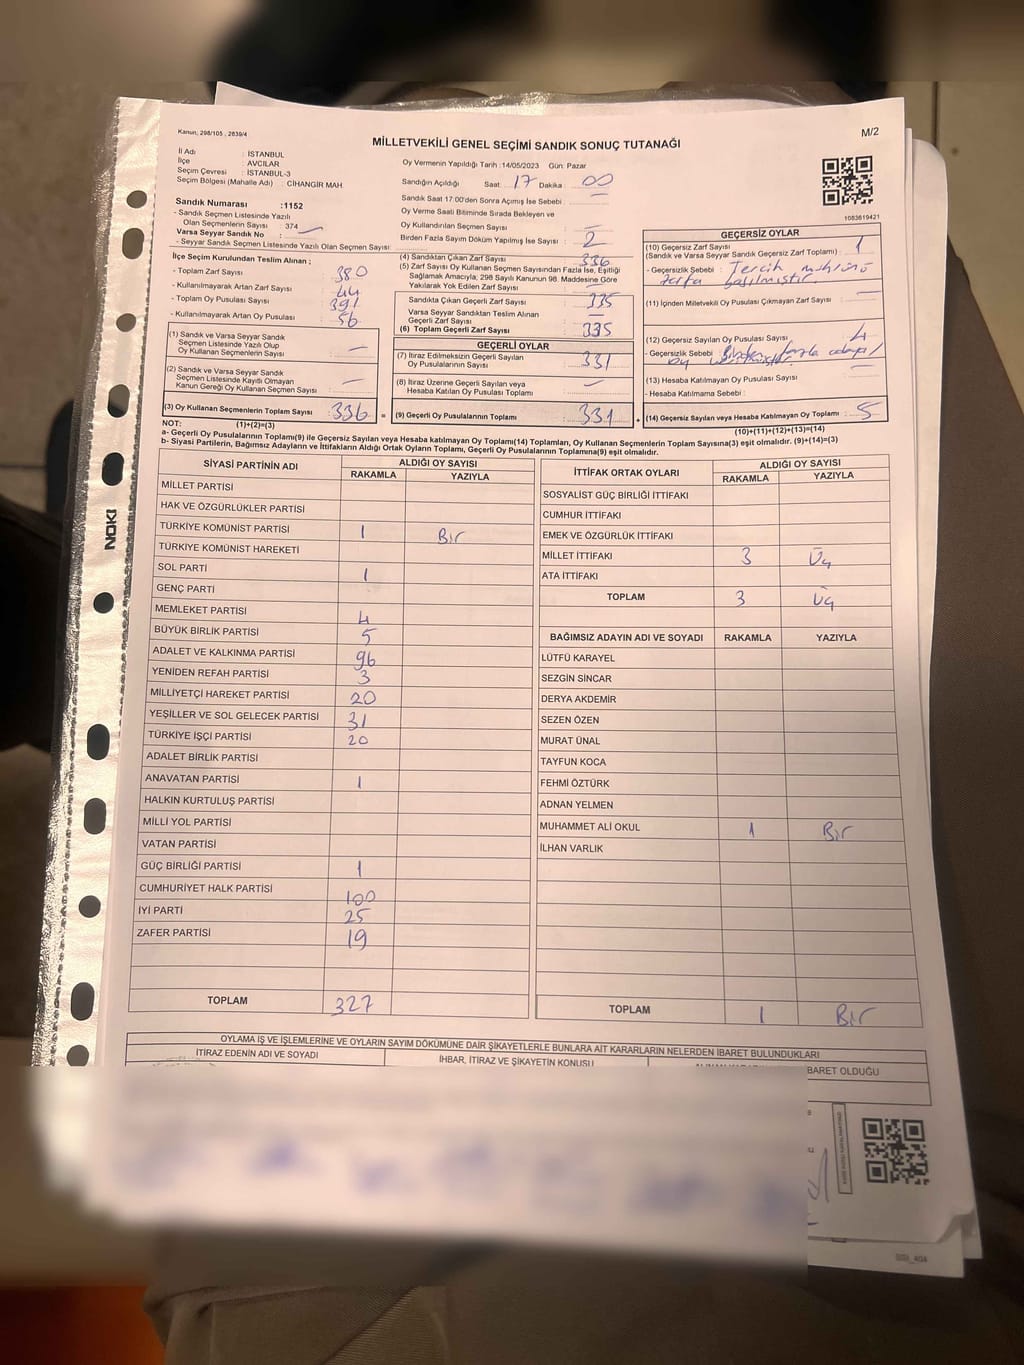 Kanun; 298/105 , 2839/4
M/2
MİLLETVEKİLİ GENEL SEÇİMİ SANDIK SONUÇ TUTANAĞI
İl Adı : İSTANBUL
İlçe : AVCILAR
Seçim Çevresi : İSTANBUL-3
Seçim Bölgesi (Mahalle Adı) : CİHANGİR MAH.
Sandık Numarası :1152
- Sandık Seçmen Listesinde Yazılı
Olan Seçmenlerin Sayısı : 374
Varsa Seyyar Sandık No :
- Seyyar Sandık Seçmen Listesinde Yazılı Olan Seçmen Sayısı:
Oy Vermenin Yapıldığı Tarih :14/05/2023 Gün: Pazar
Sandığın Açıldığı Saat: 17 Dakika : 00
Sandık Saat 17.00'den Sonra Açımış İse Sebebi :
Oy Verme Saati Bitiminde Sırada Bekleyen ve
Oy Kullandırılan Seçmen Sayısı : —
Birden Fazla Sayım Döküm Yapılmış İse Sayısı : 2
1083619421
İlçe Seçim Kurulundan Teslim Alınan ;
- Toplam Zarf Sayısı : 380
- Kullanılmayarak Artan Zarf Sayısı : 44
- Toplam Oy Pusulası Sayısı : 391
- Kullanılmayarak Artan Oy Pusulası : 56
(1) Sandık ve Varsa Seyyar Sandık
Seçmen Listesinde Yazılı Olup
Oy Kullanan Seçmenlerin Sayısı : —
(2) Sandık ve Varsa Seyyar Sandık
Seçmen Listesinde Kayıtlı Olmayan
Kanun Gereği Oy Kullanan Seçmen Sayısı : —
(3) Oy Kullanan Seçmenlerin Toplam Sayısı : 336
(1)+(2)=(3)
(4) Sandıktan Çıkan Zarf Sayısı : 336
(5) Zarf Sayısı Oy Kullanan Seçmen Sayısından Fazla İse, Eşitliği
Sağlamak Amacıyla, 298 Sayılı Kanunun 98. Maddesine Göre
Yakılarak Yok Edilen Zarf Sayısı :
Sandıkta Çıkan Geçerli Zarf Sayısı : 335
Varsa Seyyar Sandıktan Teslim Alınan
Geçerli Zarf Sayısı : —
(6) Toplam Geçerli Zarf Sayısı : 335
GEÇERLİ OYLAR
(7) İtiraz Edilmeksizin Geçerli Sayılan
Oy Pusulalarının Sayısı : 331
(8) İtiraz Üzerine Geçerli Sayılan veya
Hesaba Katılan Oy Pusulası Toplamı : —
= (9) Geçerli Oy Pusulalarının Toplamı : 331
GEÇERSİZ OYLAR
(10) Geçersiz Zarf Sayısı : 1
(Sandık ve Varsa Seyyar Sandık Geçersiz Zarf Toplamı)
- Geçersizlik Sebebi : Tercih mührünü
zarfa basılmıştır.
(11) İçinden Milletvekili Oy Pusulası Çıkmayan Zarf Sayısı :
(12) Geçersiz Sayılan Oy Pusulası Sayısı : 4
- Geçersizlik Sebebi : Birden fazla
oy
(13) Hesaba Katılmayan Oy Pusulası Sayısı :
- Hesaba Katılmama Sebebi :
+ (14) Geçersiz Sayılan veya Hesaba Katılmayan Oy Toplamı : 5
(10)+(11)+(12)+(13)=(14)
NOT:
a- Geçerli Oy Pusulalarının Toplamı(9) ile Geçersiz Sayılan veya Hesaba katılmayan Oy Toplamı(14) Toplamları, Oy Kullanan Seçmenlerin Toplam Sayısına(3) eşit olmalıdır. (9)+(14)=(3)
b- Siyasi Partilerin, Bağımsız Adayların ve İttifakların Aldığı Oy Ortak Oyların Toplamı, Geçerli Oy Pusulalarının Toplamına(9) eşit olmalıdır.
SİYASİ PARTİNİN ADI ALDIĞI OY SAYISI
RAKAMLA YAZIYLA
MİLLET PARTİSİ
HAK VE ÖZGÜRLÜKLER PARTİSİ
TÜRKİYE KOMÜNİST PARTİSİ 1 Bir
TÜRKİYE KOMÜNİST HAREKETİ
SOL PARTİ 1
GENÇ PARTİ
MEMLEKET PARTİSİ 4
BÜYÜK BİRLİK PARTİSİ 5
ADALET VE KALKINMA PARTİSİ 96
YENİDEN REFAH PARTİSİ 3
MİLLİYETÇİ HAREKET PARTİSİ 20
YEŞİLLER VE SOL GELECEK PARTİSİ 31
TÜRKİYE İŞÇİ PARTİSİ 20
ADALET BİRLİK PARTİSİ
ANAVATAN PARTİSİ 1
HALKIN KURTULUŞ PARTİSİ
MİLLİ YOL PARTİSİ
VATAN PARTİSİ
GÜÇ BİRLİĞİ PARTİSİ 1
CUMHURİYET HALK PARTİSİ 100
İYİ PARTİ 25
ZAFER PARTİSİ 19
TOPLAM 327
İTTİFAK ORTAK OYLARI ALDIĞI OY SAYISI
RAKAMLA YAZIYLA
SOSYALİST GÜÇ BİRLİĞİ İTTİFAKI
CUMHUR İTTİFAKI
EMEK VE ÖZGÜRLÜK İTTİFAKI
MİLLET İTTİFAKI 3 Üç
ATA İTTİFAKI
TOPLAM 3 Üç
BAĞIMSIZ ADAYIN ADI VE SOYADI RAKAMLA YAZIYLA
LÜTFÜ KARAYEL
SEZGİN SİNCAR
DERYA AKDEMİR
SEZEN ÖZEN
MURAT ÜNAL
TAYFUN KOCA
FEHMİ ÖZTÜRK
ADNAN YELMEN
MUHAMMET ALİ OKUL 1 Bir
İLHAN VARLIK
TOPLAM 1 Bir
OYLAMA İŞ VE İŞLEMLERİNE VE OYLARIN SAYIM DÖKÜMÜNE DAİR ŞİKAYETLERLE BUNLARA AİT KARARLARIN NELERDEN İBARET BULUNDUKLARI
İTİRAZ EDENİN ADI VE SOYADI İHBAR, İTİRAZ VE ŞİKAYETİN KONUSU
BARET OLDUĞU
NOKI